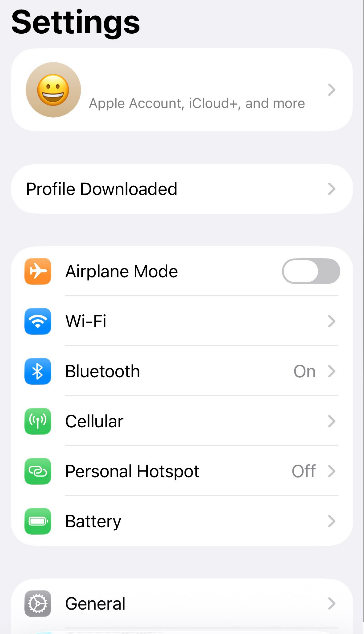 Settings
Apple Account, iCloud+, and more
Profile Downloaded
Airplane Mode
Wi-Fi
Bluetooth On
Cellular
Personal Hotspot Off
Battery
General